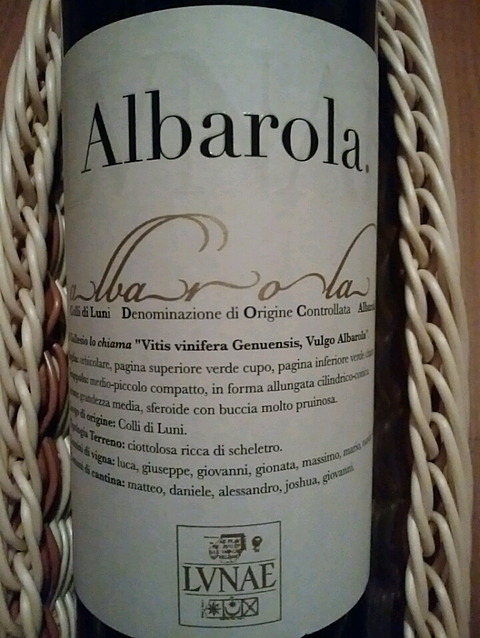 Albarola.
albarola
Colli di Luni Denominazione di Origine Controllata
Gallesio lo chiama "Vitis vinifera Genuensis, Vulgo Albarola"
orbicolare, pagina superiore verde cupo, pagina inferiore verde
medio-piccolo compatto, in forma allungata cilindrico-conica
grandezza media, sferoide con buccia molto pruinosa.
di origine: Colli di Luni.
Terreno: ciottolosa ricca di scheletro.
di vigna: luca, giuseppe, giovanni, gionata, massimo, mario,
di cantina: matteo, daniele, alessandro, joshua, giovanni.
LVNAE